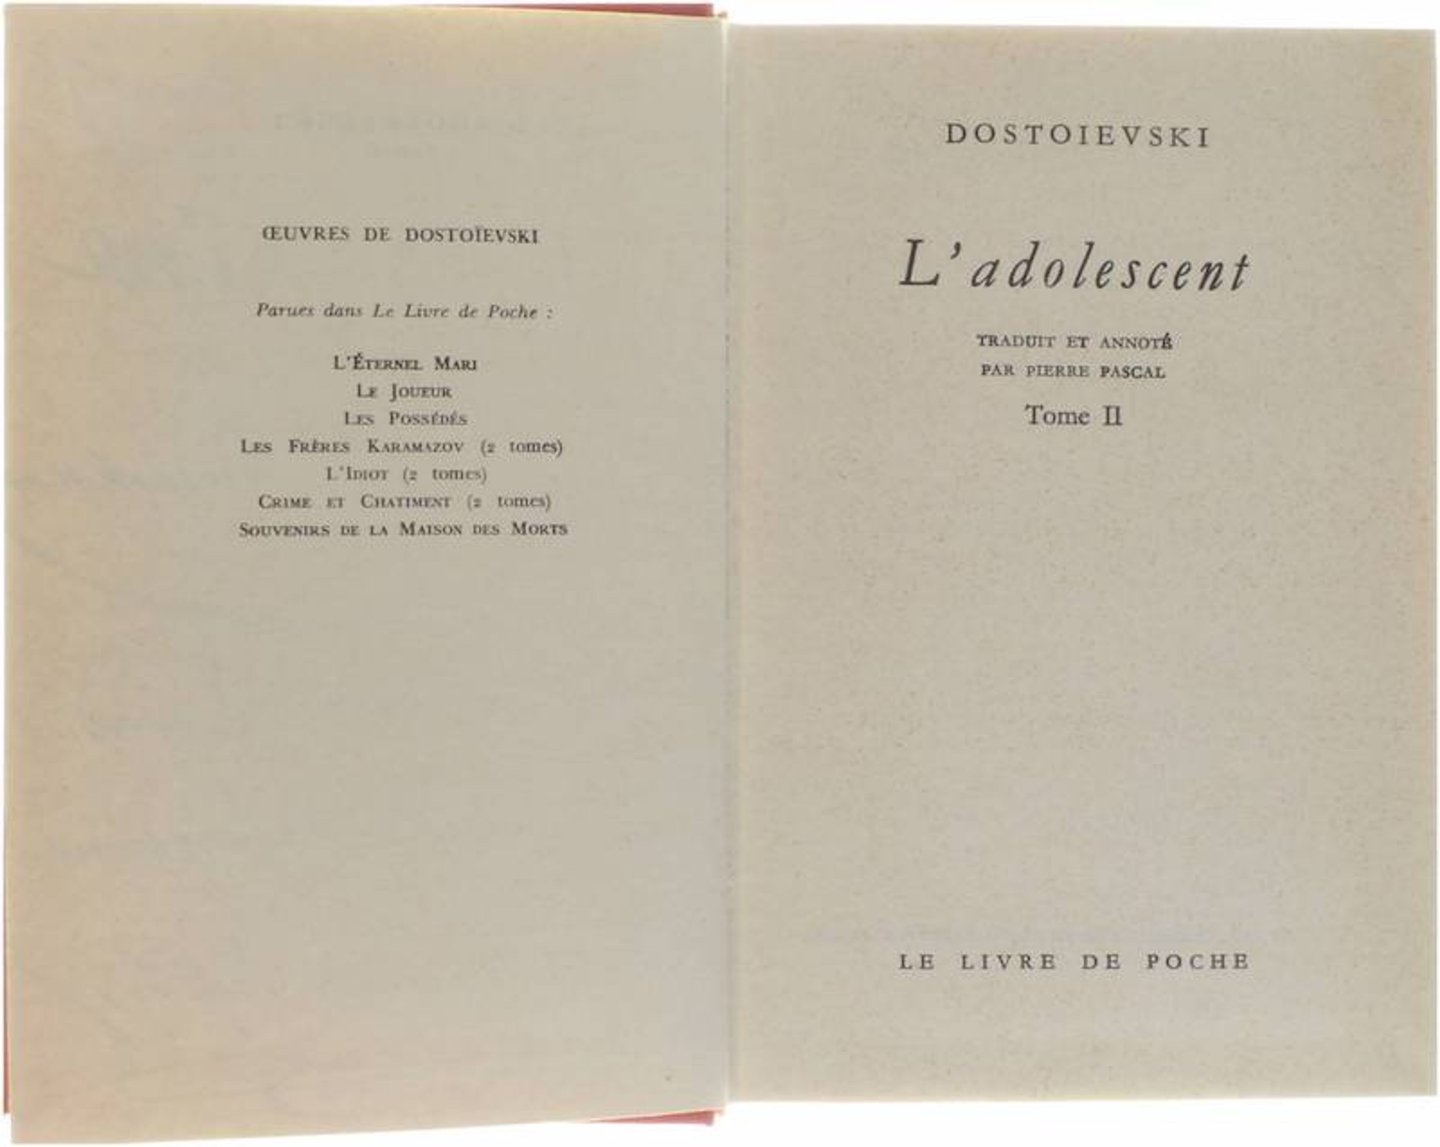 ŒUVRES DE DOSTOÏEVSKI
Parues dans Le Livre de Poche :
L'ÉTERNEL MARI
LE JOUEUR
LES POSSÉDÉS
LES FRÈRES KARAMAZOV (2 tomes)
L'IDIOT (2 tomes)
CRIME ET CHATIMENT (2 tomes)
SOUVENIRS DE LA MAISON DES MORTS
DOSTOIEVSKI
L'adolescent
TRADUIT ET ANNOTÉ
PAR PIERRE PASCAL
Tome II
LE LIVRE DE POCHE